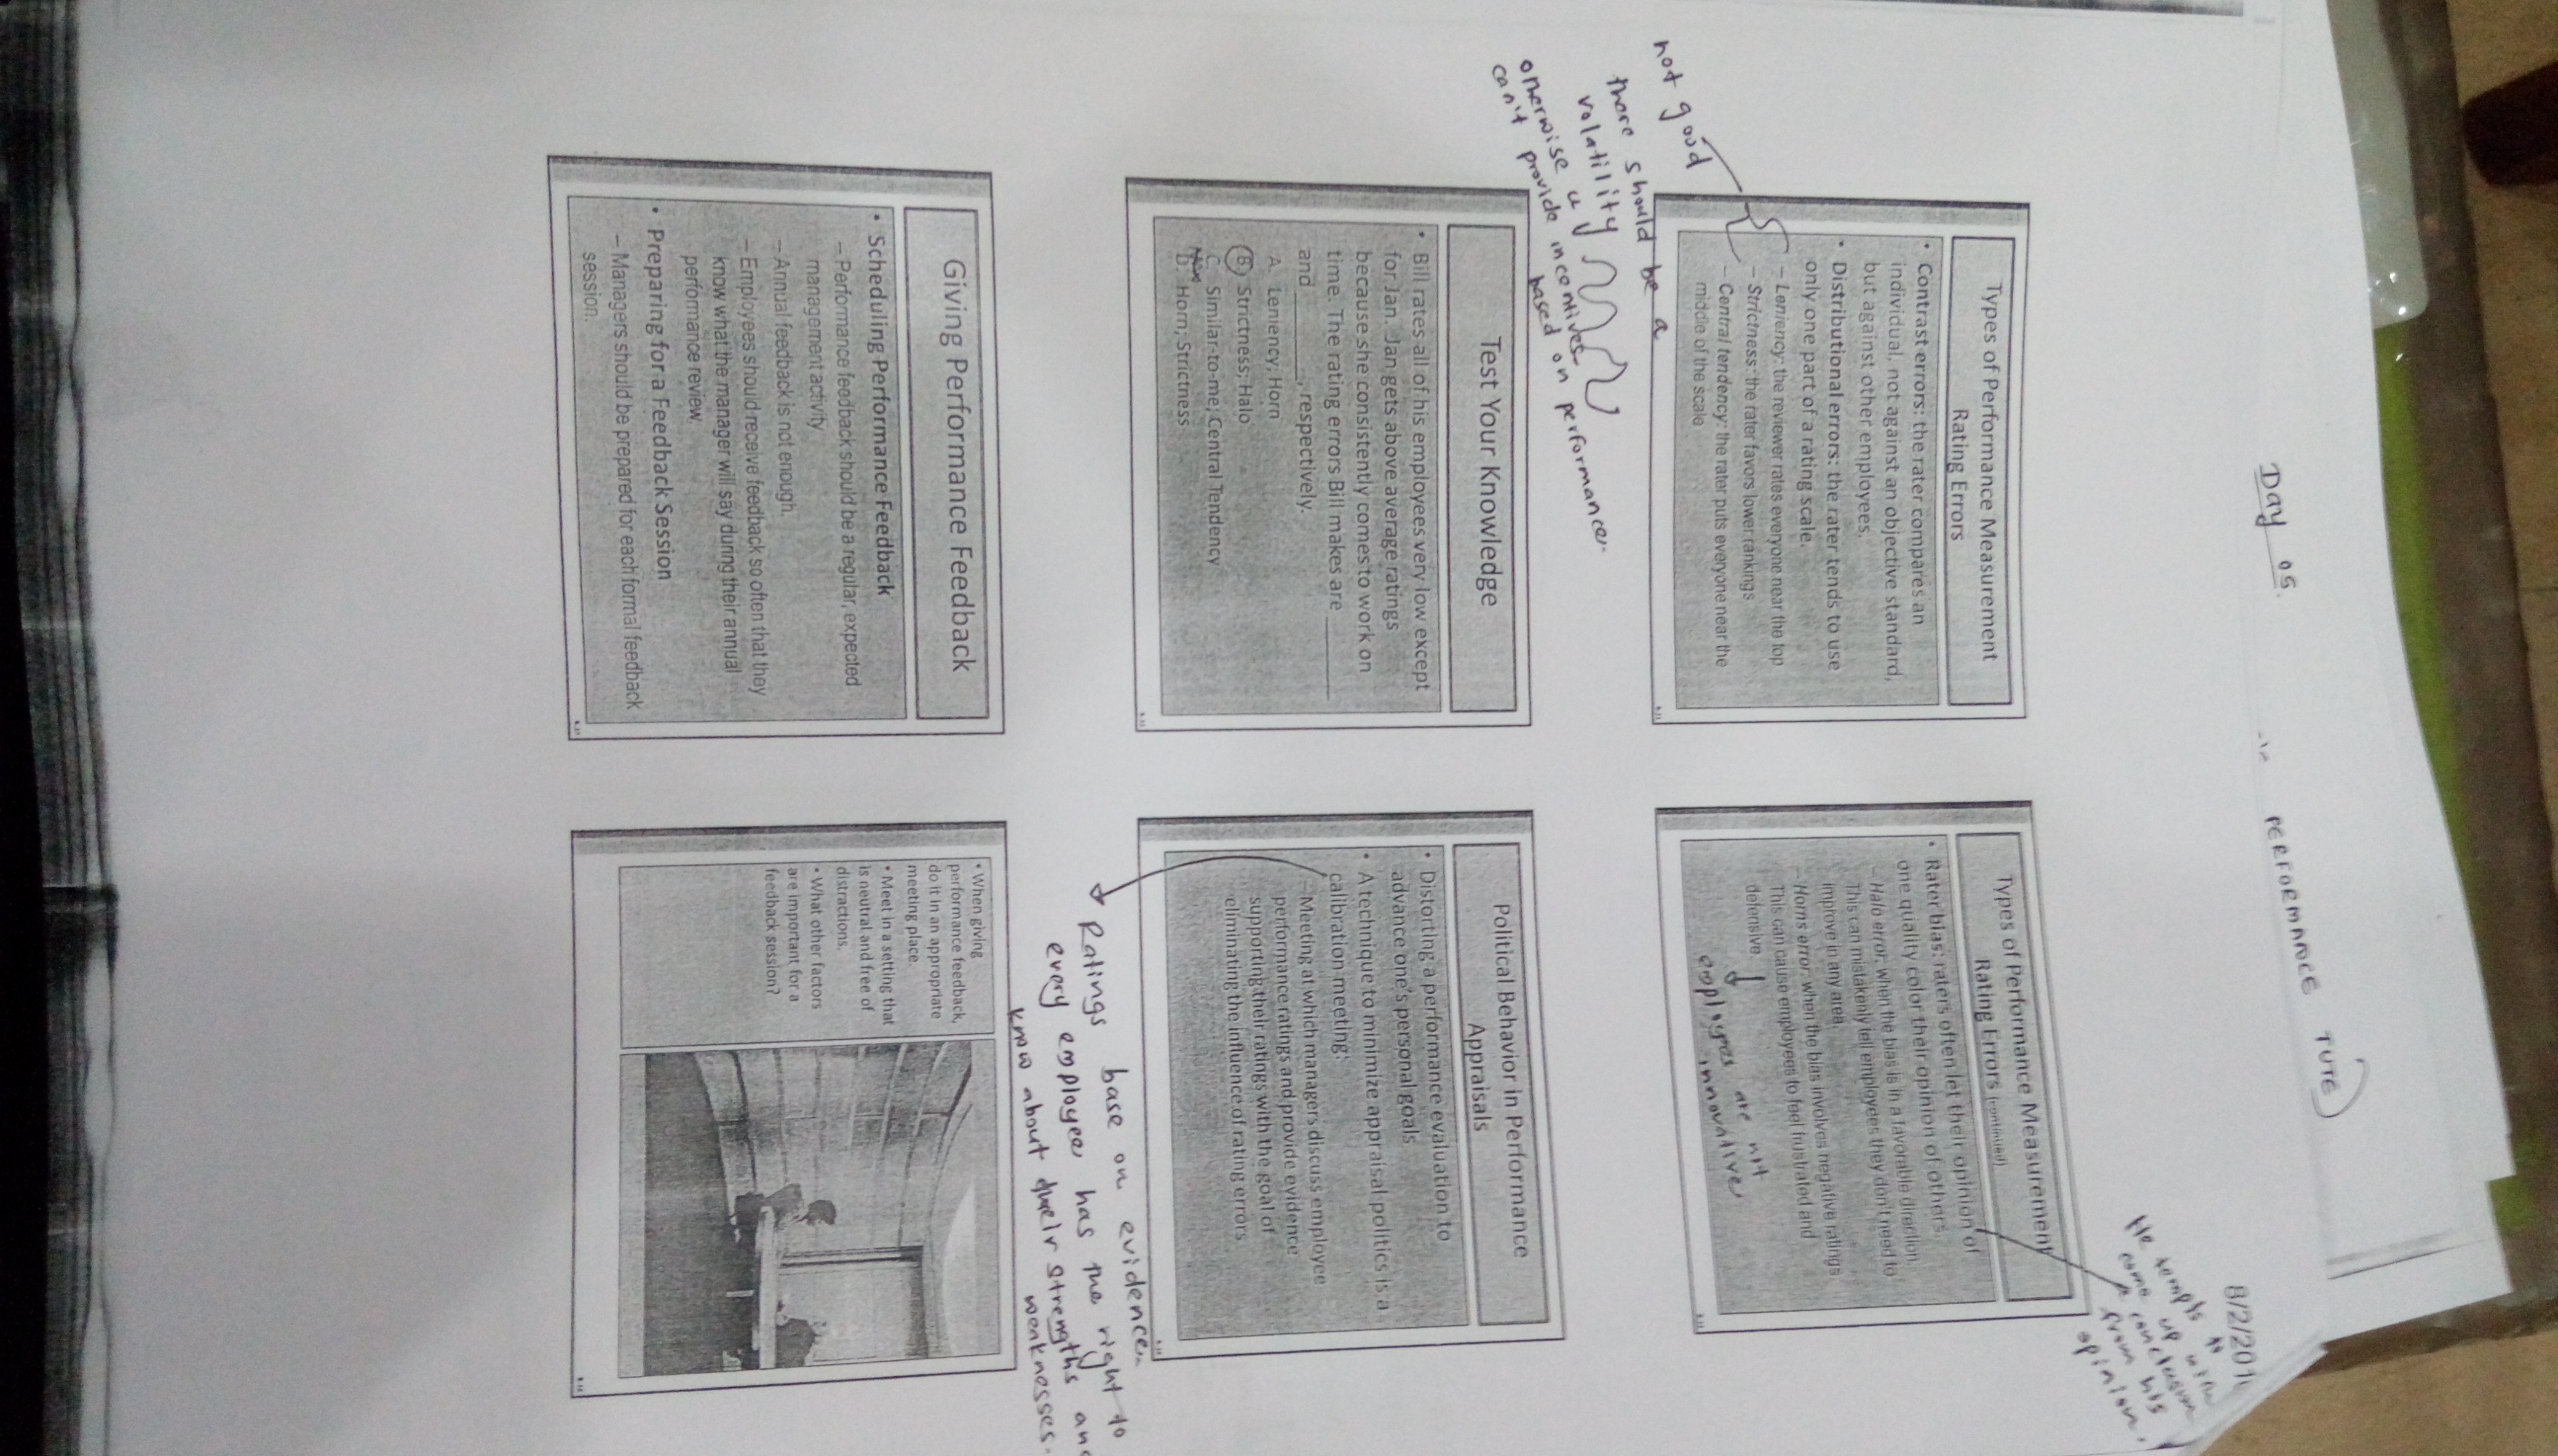 Day 05.
PERFORMANCE TUTE
8/2/201
Types of Performance Measurement
Rating Errors
• Contrast errors: the rater compares an
individual, not against an objective standard,
but against other employees.
• Distributional errors: the rater tends to use
only one part of a rating scale.
– Leniency: the reviewer rates everyone near the top
– Strictness: the rater favors lower rankings
– Central tendency: the rater puts everyone near the
middle of the scale
not good
there should be a
volatility
otherwise u
can't provide incentives
based on performance.
Types of Performance Measurement
Rating Errors (continued)
• Rater bias: raters often let their opinion of
one quality color their opinion of others.
– Halo error: when the bias is in a favorable direction.
This can mistakenly tell employees they don't need to
improve in any area.
– Horns error: when the bias involves negative ratings.
This can cause employees to feel frustrated and
defensive
employees are not
innovative
He tempts to
come up with
conclusion
from his
opinion.
Test Your Knowledge
• Bill rates all of his employees very low except
for Jan. Jan gets above average ratings
because she consistently comes to work on
time. The rating errors Bill makes are ________
and ________, respectively.
A. Leniency; Horn
B. Strictness; Halo
C. Similar-to-me; Central Tendency
D. Horn; Strictness
Political Behavior in Performance
Appraisals
• Distorting a performance evaluation to
advance one's personal goals
• A technique to minimize appraisal politics is a
calibration meeting:
–Meeting at which managers discuss employee
performance ratings and provide evidence
supporting their ratings with the goal of
eliminating the influence of rating errors
Ratings base on evidence.
every employee has the right to
know about their strengths and
weaknesses.
Giving Performance Feedback
• Scheduling Performance Feedback
– Performance feedback should be a regular, expected
management activity
– Annual feedback is not enough.
– Employees should receive feedback so often that they
know what the manager will say during their annual
performance review.
• Preparing for a Feedback Session
– Managers should be prepared for each formal feedback
session.
• When giving
performance feedback,
do it in an appropriate
meeting place.
• Meet in a setting that
is neutral and free of
distractions.
• What other factors
are important for a
feedback session?